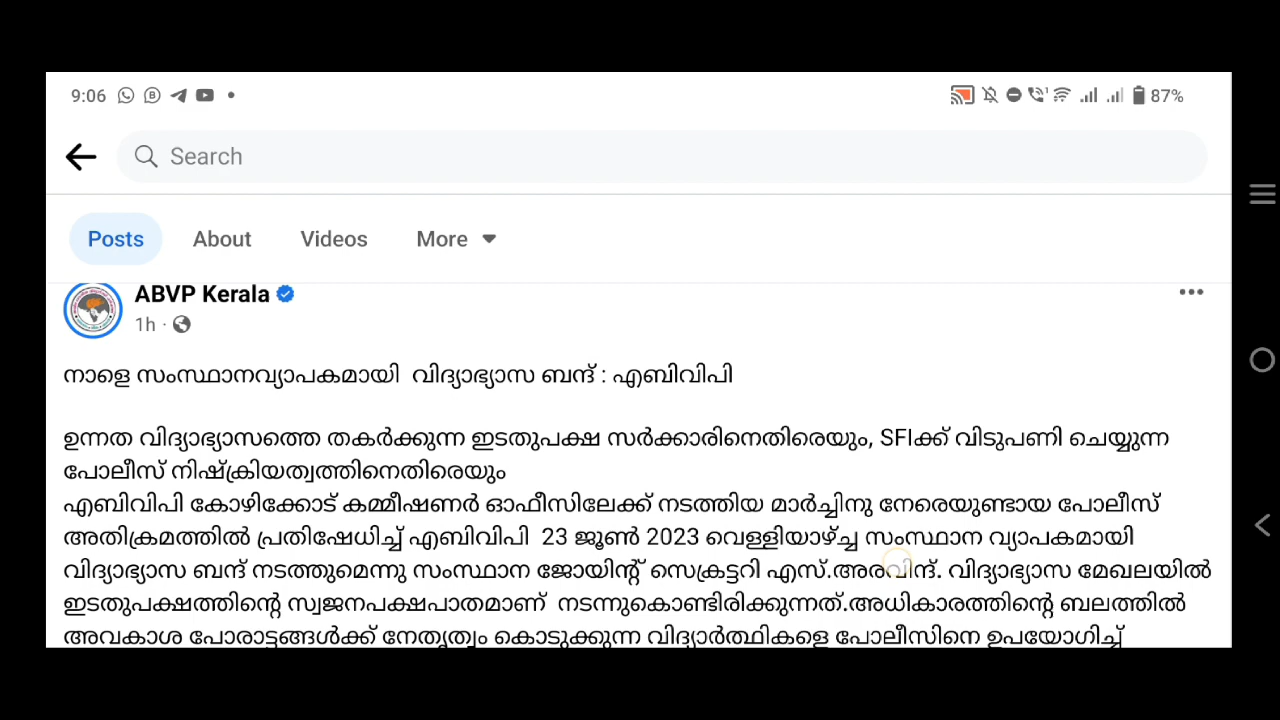 9:06
87%
Search
Posts About Videos More
ABVP Kerala
1h ·
നാളെ സംസ്ഥാനവ്യാപകമായി വിദ്യാഭ്യാസ ബന്ദ് : എബിവിപി
ഉന്നത വിദ്യാഭ്യാസത്തെ തകർക്കുന്ന ഇടതുപക്ഷ സർക്കാരിനെതിരെയും, SFIക്ക് വിടുപണി ചെയ്യുന്ന
പോലീസ് നിഷ്ക്രിയത്വത്തിനെതിരെയും
എബിവിപി കോഴിക്കോട് കമ്മീഷണർ ഓഫീസിലേക്ക് നടത്തിയ മാർച്ചിനു നേരെയുണ്ടായ പോലീസ്
അതിക്രമത്തിൽ പ്രതിഷേധിച്ച് എബിവിപി 23 ജൂൺ 2023 വെള്ളിയാഴ്ച്ച സംസ്ഥാന വ്യാപകമായി
വിദ്യാഭ്യാസ ബന്ദ് നടത്തുമെന്നു സംസ്ഥാന ജോയിന്റ് സെക്രട്ടറി എസ്.അരവിന്ദ്. വിദ്യാഭ്യാസ മേഖലയിൽ
ഇടതുപക്ഷത്തിന്റെ സ്വജനപക്ഷപാതമാണ് നടന്നുകൊണ്ടിരിക്കുന്നത്.അധികാരത്തിന്റെ ബലത്തിൽ
അവകാശ പോരാട്ടങ്ങൾക്ക് നേതൃത്വം കൊടുക്കുന്ന വിദ്യാർത്ഥികളെ പോലീസിനെ ഉപയോഗിച്ച്